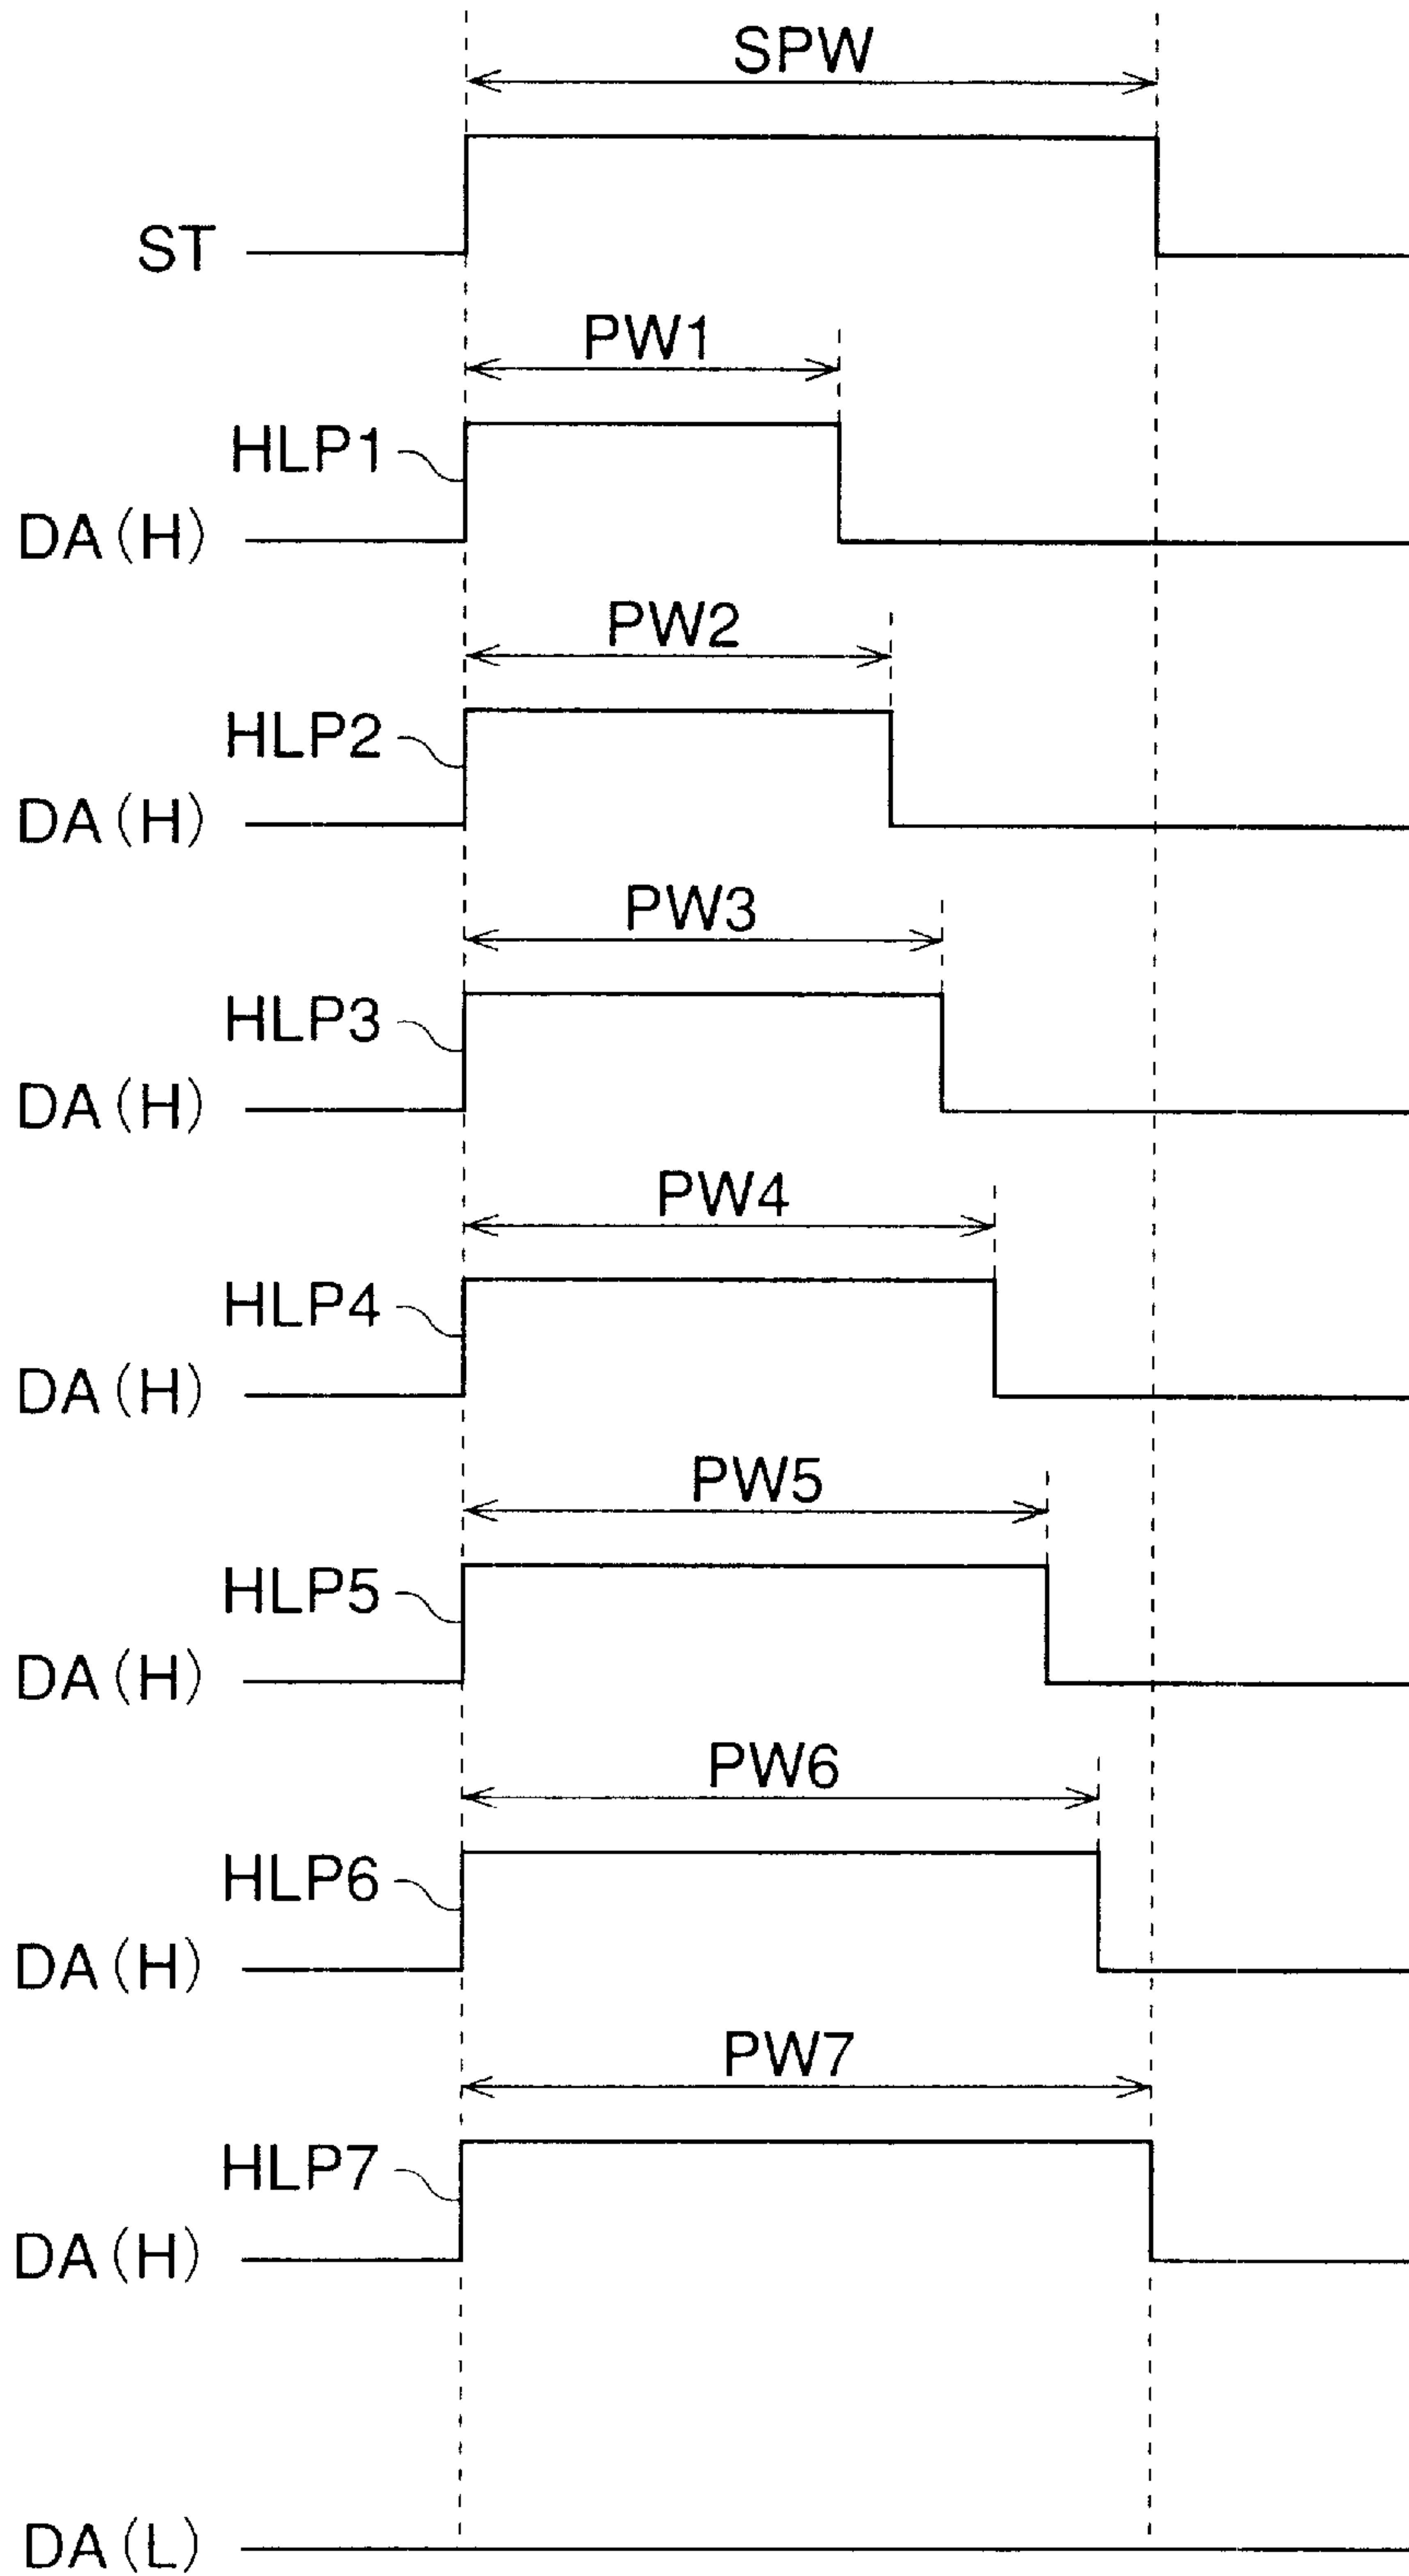 SPW
ST
PW1
HLP1
DA(H)
PW2
HLP2
DA(H)
PW3
HLP3
DA(H)
PW4
HLP4
DA(H)
PW5
HLP5
DA(H)
PW6
HLP6
DA(H)
PW7
HLP7
DA(H)
DA(L)